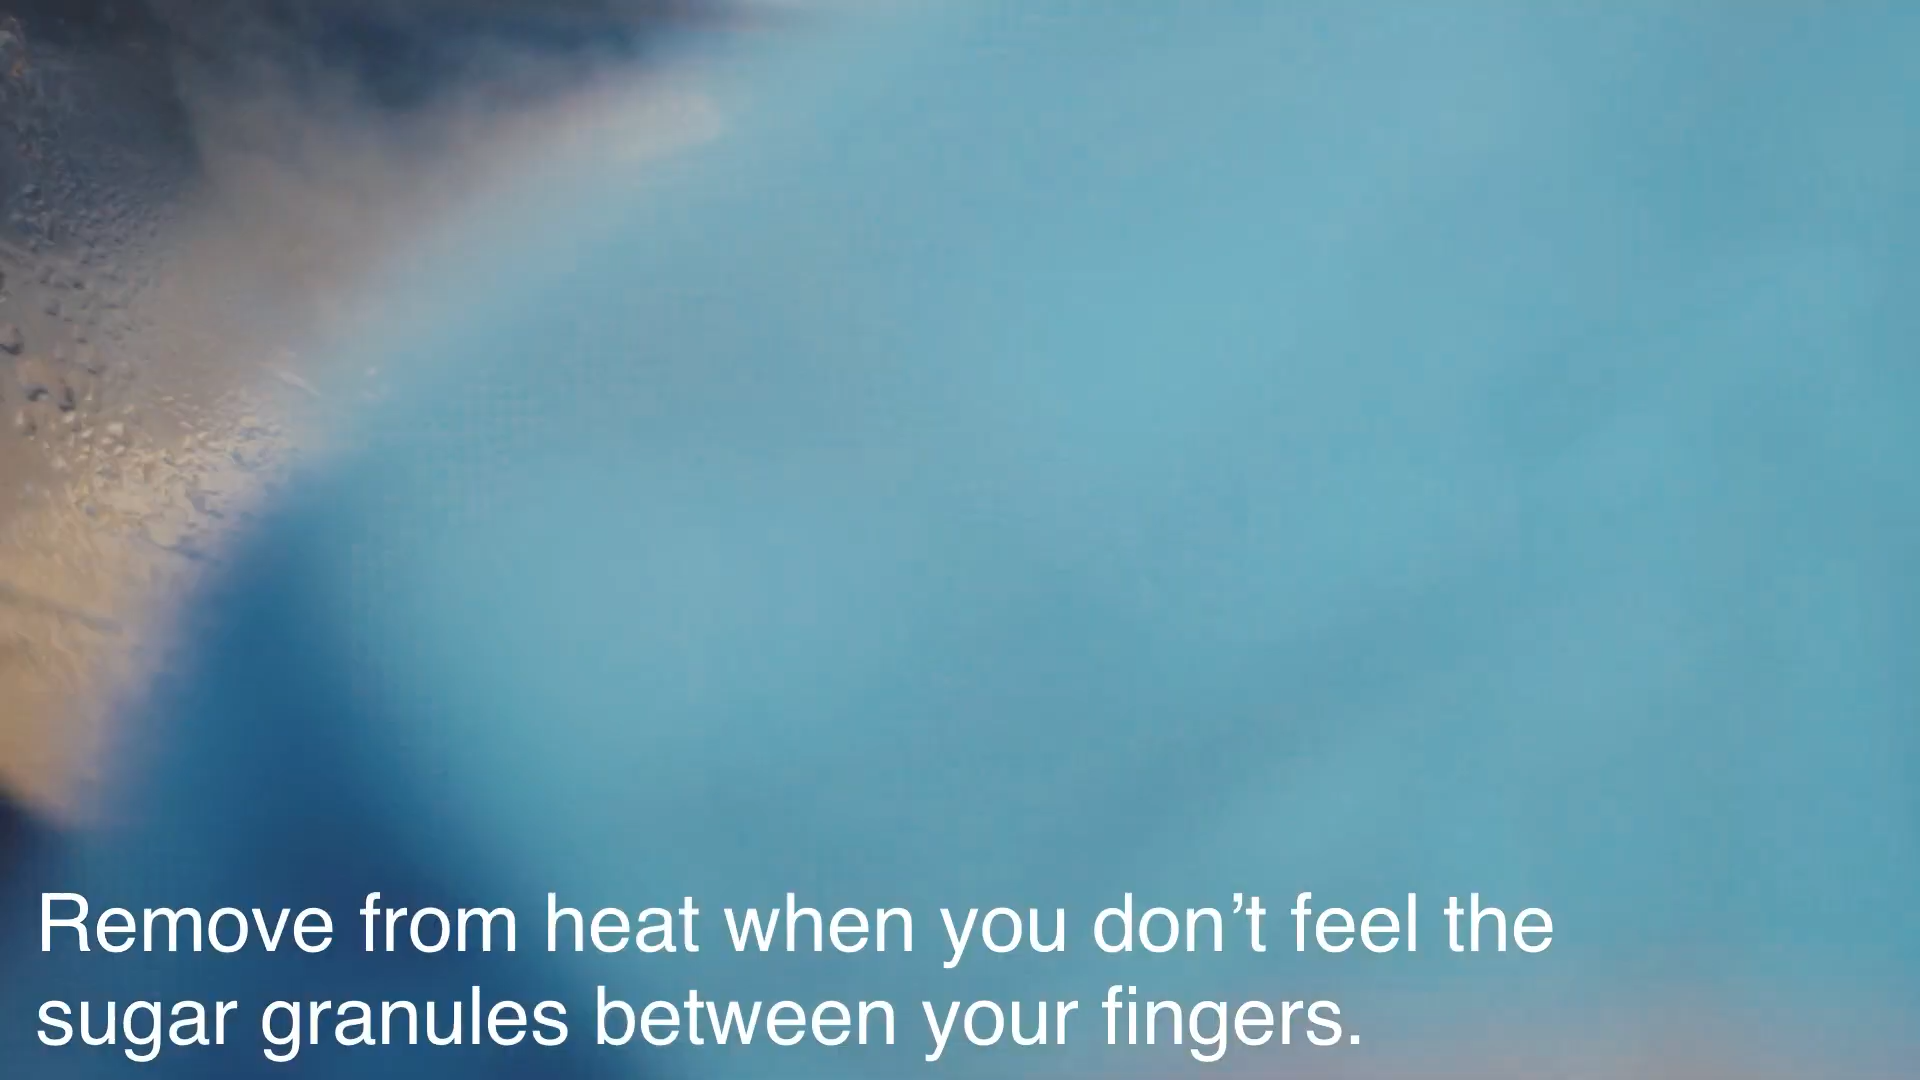 Remove from heat when you don’t feel the
sugar granules between your fingers.